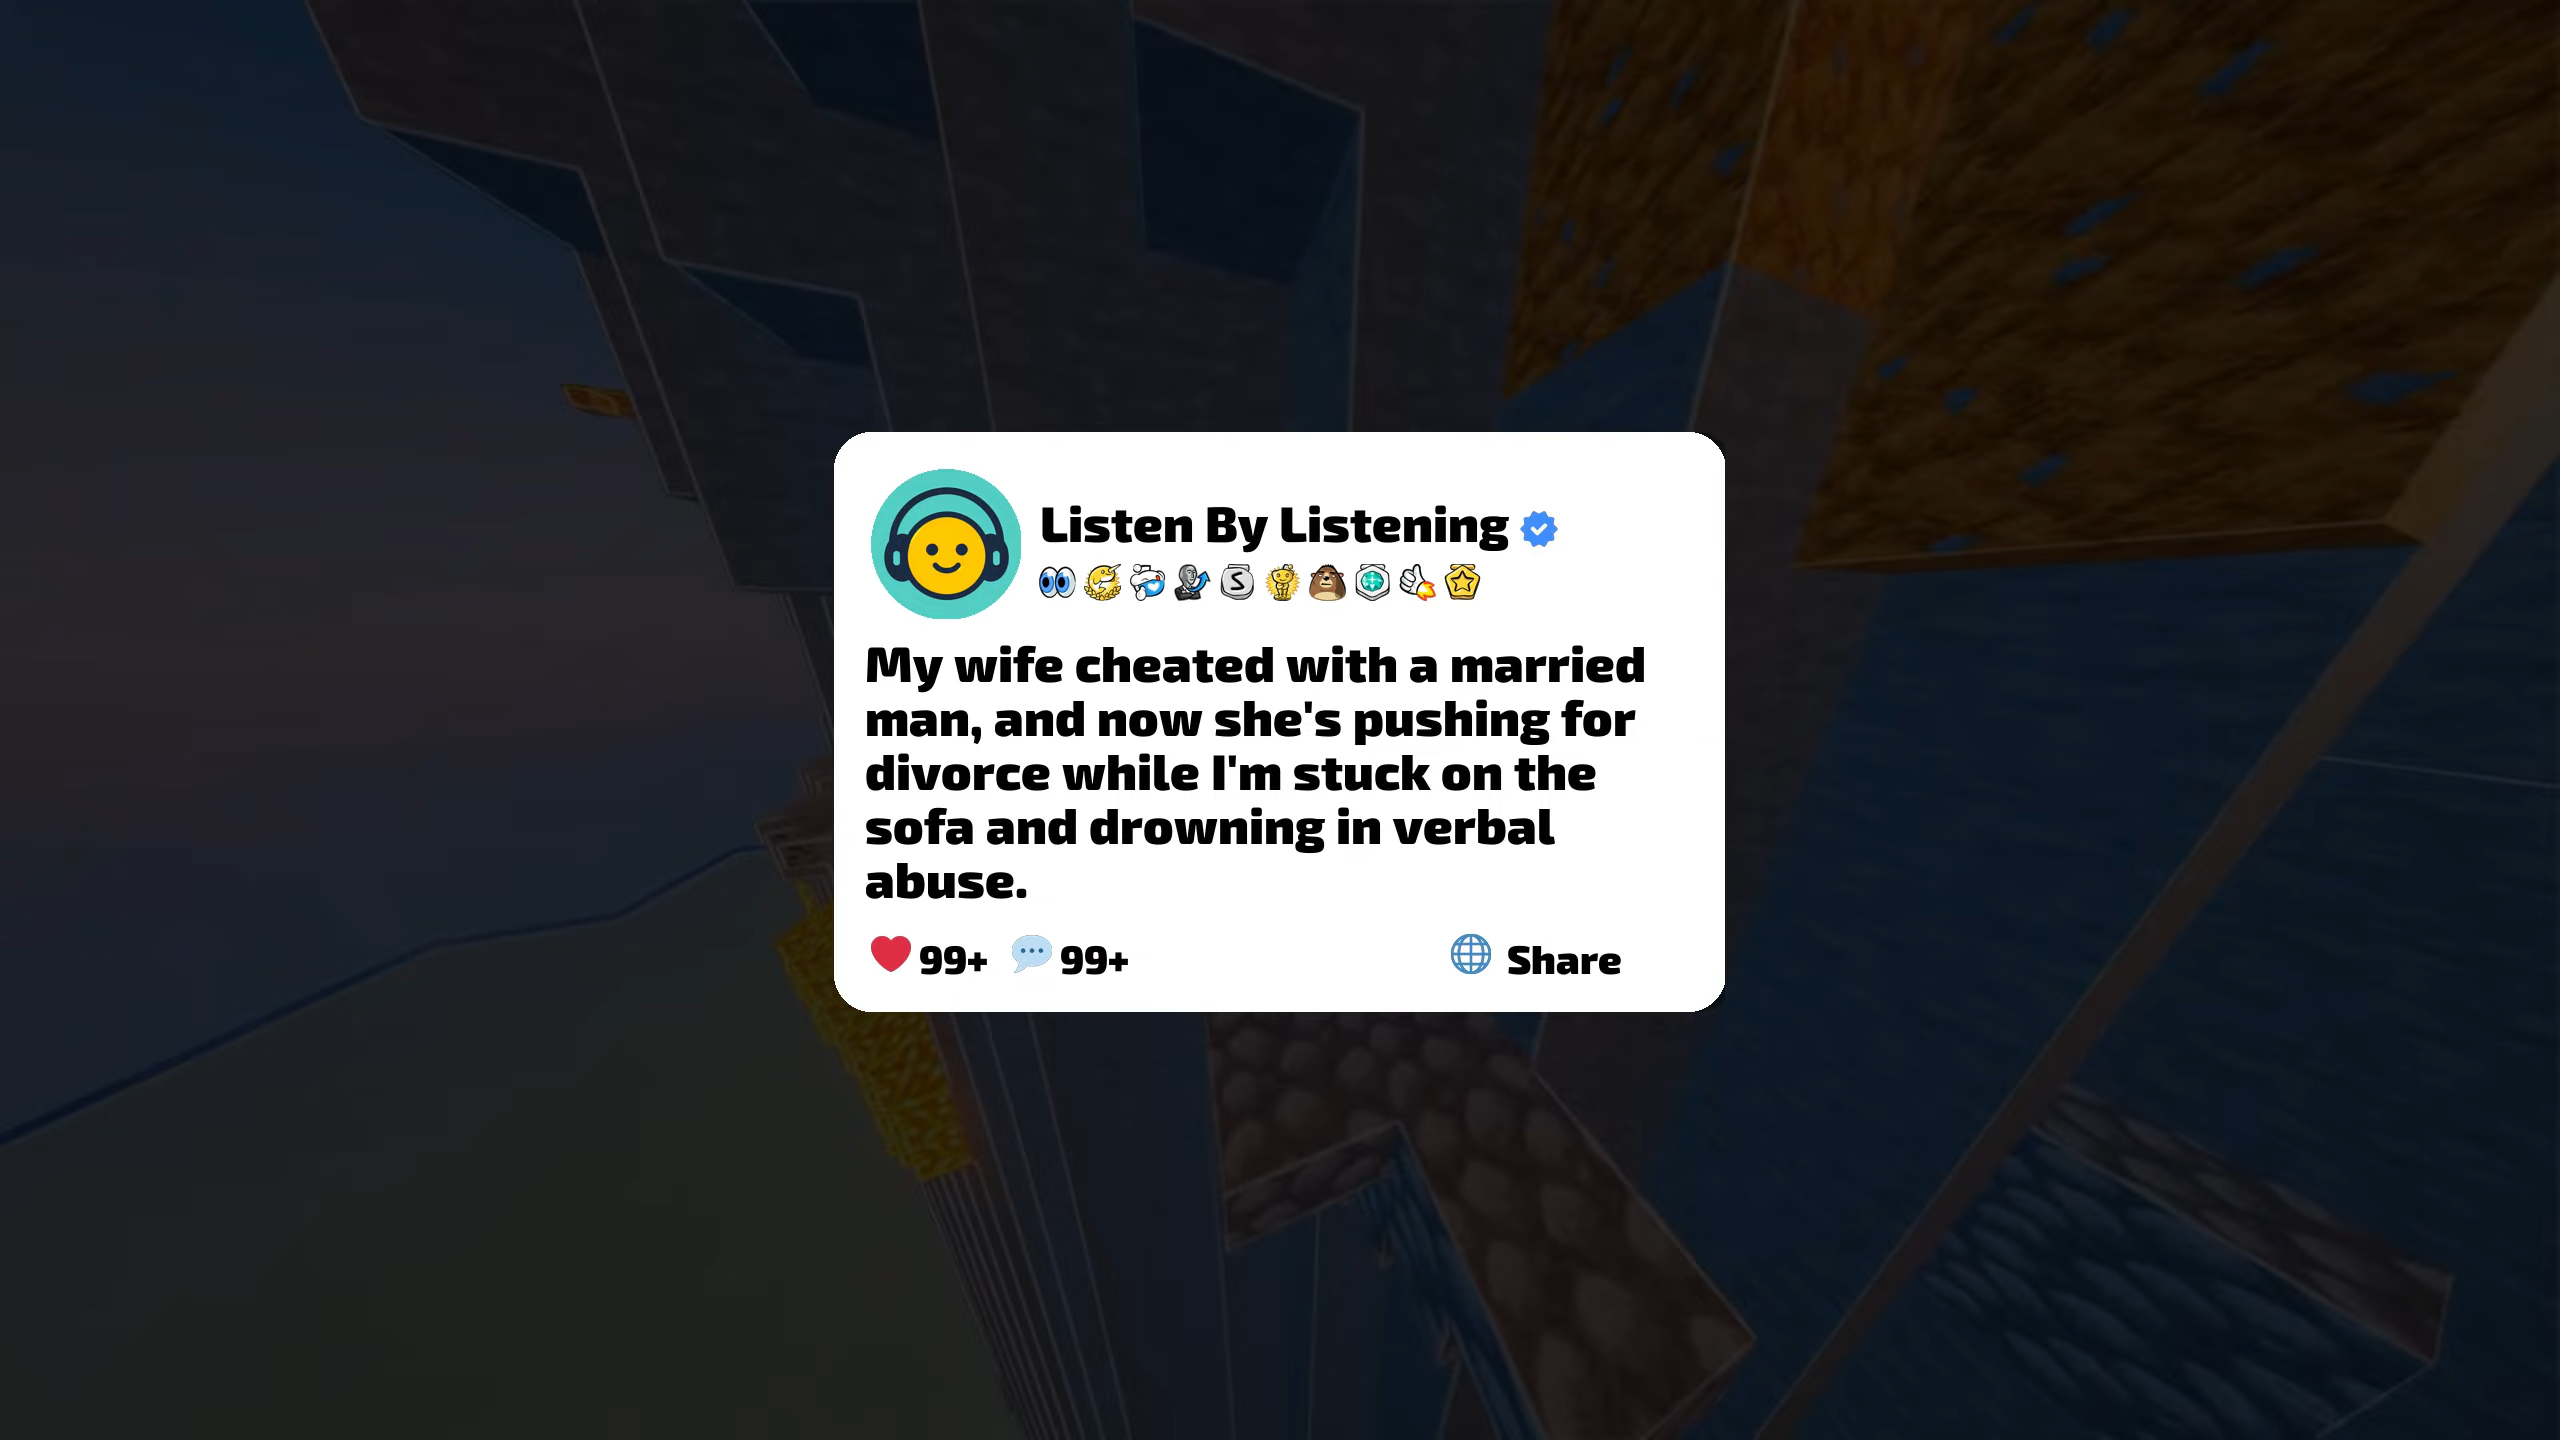 Listen By Listening
My wife cheated with a married
man, and now she's pushing for
divorce while I'm stuck on the
sofa and drowning in verbal
abuse.
99+ 99+ Share